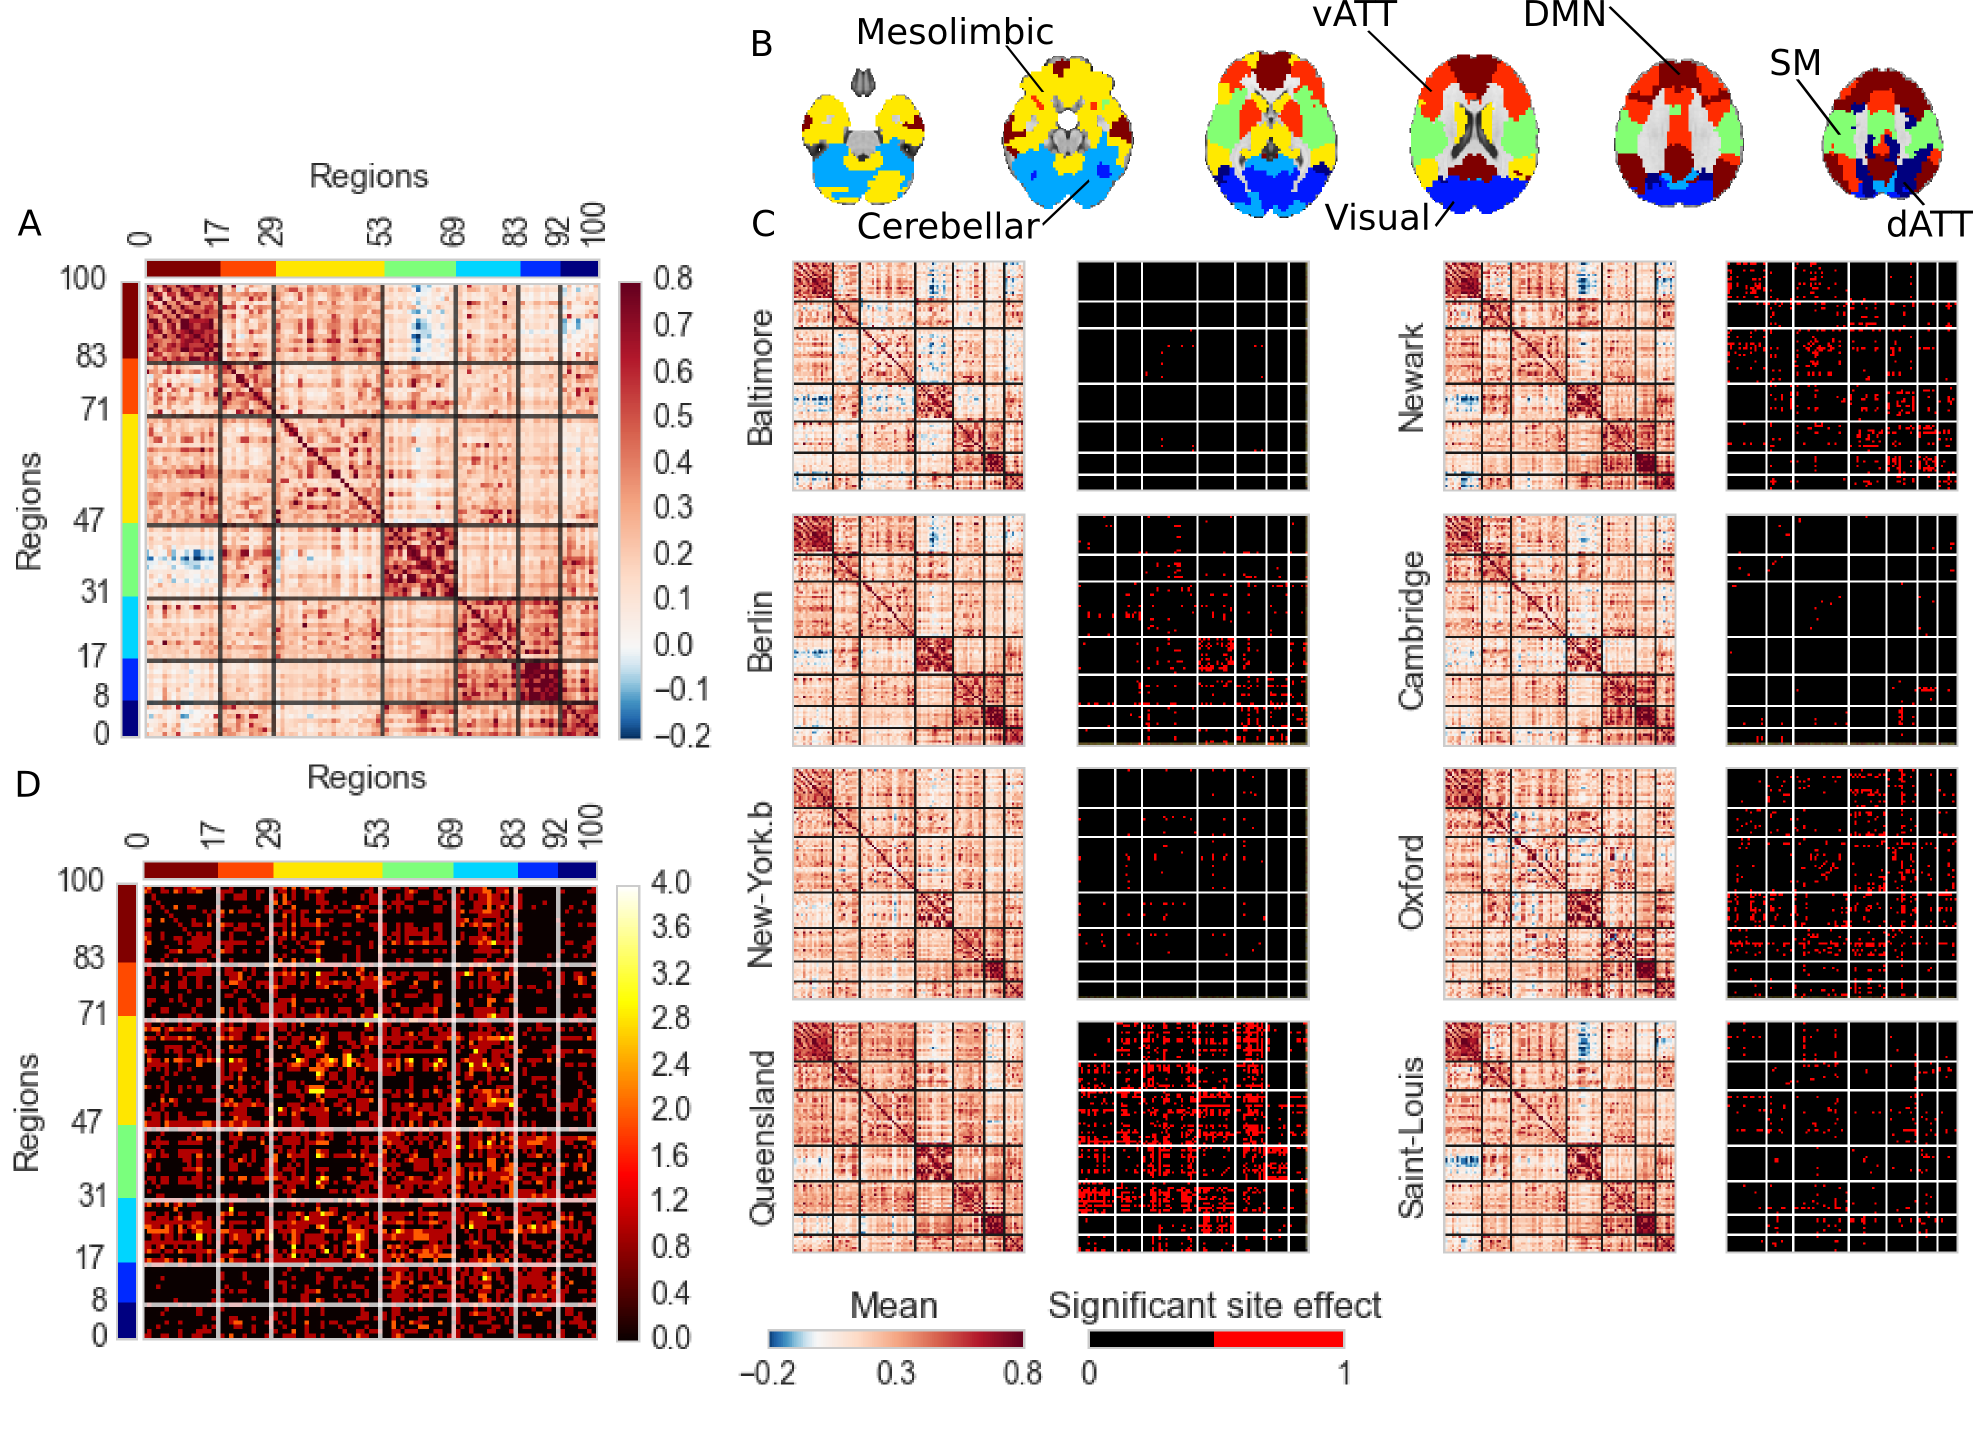 A
Regions
0 17 29 53 69 83 92 100
Regions
100
83
71
47
31
17
8
0
0.8
0.7
0.6
0.5
0.4
0.3
0.2
0.1
0.0
−0.1
−0.2
B
Mesolimbic
vATT
DMN
SM
Cerebellar
Visual
dATT
C
Baltimore
Newark
Berlin
Cambridge
New-York.b
Oxford
Queensland
Saint-Louis
Mean
−0.2 0.3 0.8
Significant site effect
0 1
D
Regions
0 17 29 53 69 83 92 100
Regions
100
83
71
47
31
17
8
0
4.0
3.6
3.2
2.8
2.4
2.0
1.6
1.2
0.8
0.4
0.0